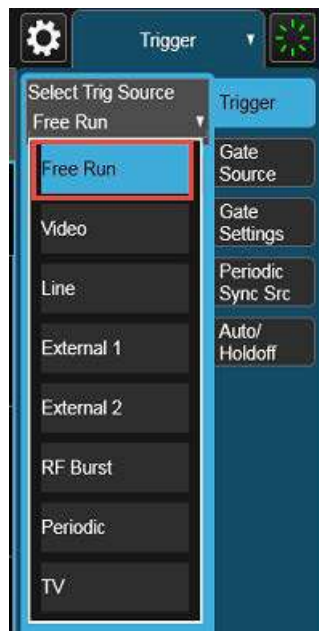 Trigger
Select Trig Source
Free Run
Free Run
Video
Line
External 1
External 2
RF Burst
Periodic
TV
Trigger
Gate
Source
Gate
Settings
Periodic
Sync Src
Auto/
Holdoff